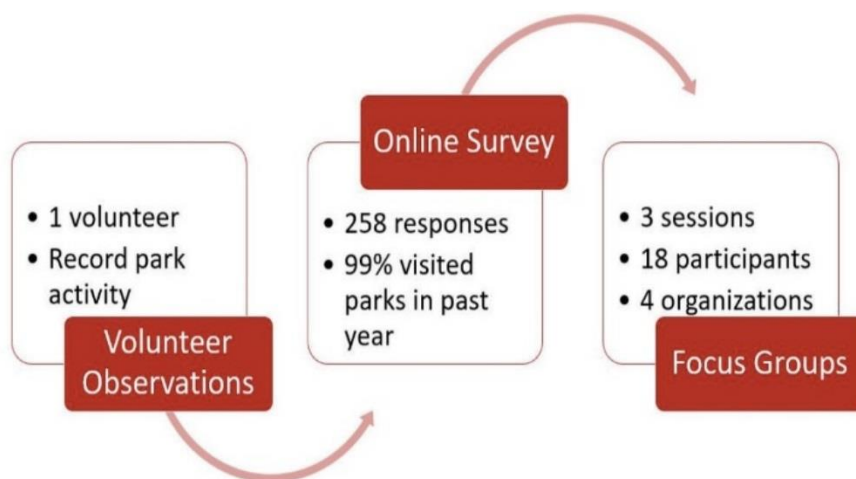 • 1 volunteer
• Record park
activity
Volunteer
Observations
Online Survey
• 258 responses
• 99% visited
parks in past
year
• 3 sessions
• 18 participants
• 4 organizations
Focus Groups